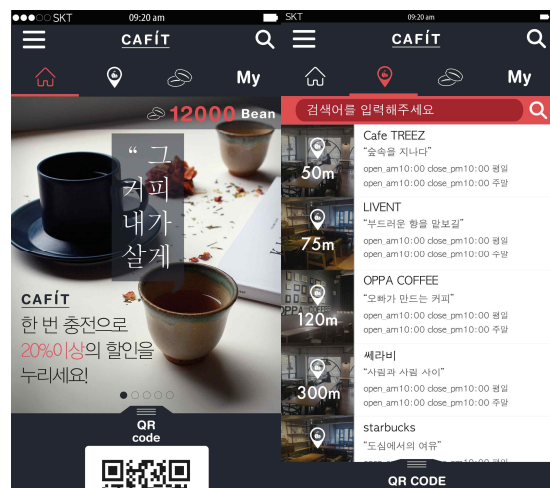 SKT
09:20 am
CAFÍT
My
12000 Bean
“ 그
커피
내가
살게
CAFÍT
한 번 충전으로
20%이상의 할인을
누리세요!
QR
code
SKT
09:20 am
CAFÍT
My
검색어를 입력해주세요
50m
Cafe TREEZ
“숲속을 지나다”
open_am10:00 close_pm10:00 평일
open_am10:00 close_pm10:00 주말
75m
LIVENT
“부드러운 향을 맡보길”
open_am10:00 close_pm10:00 평일
open_am10:00 close_pm10:00 수발
120m
OPPA COFFEE
“오빠가 만드는 커피”
open_am10:00 close_pm10:00 평일
open_am10:00 close_pm10:00 주말
300m
쎄라비
“사림과 사림 사이”
open_am10:00 close_pm10:00 평일
open_am10:00 close_pm10:00 주말
starbucks
“도심에서의 여유”
QR CODE